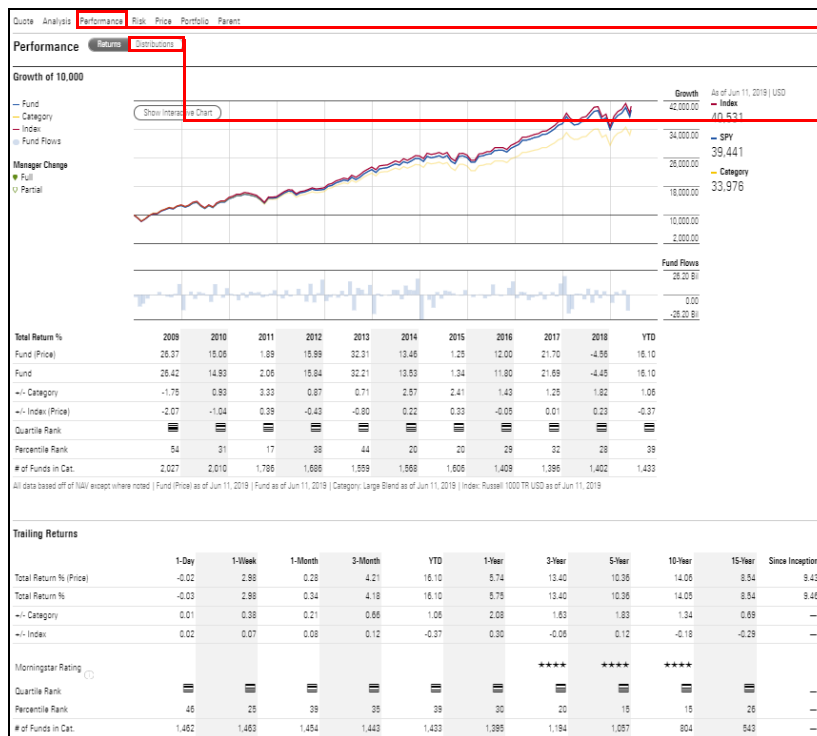 Quote Analysis Performance Risk Price Portfolio Parent
Performance Returns Distributions
Growth of 10,000
Fund
Category
Index
Fund Flows
Manager Change
Full
Partial
Show Interactive Chart
Growth
42,000.00
34,000.00
26,000.00
18,000.00
10,000.00
2,000.00
As of Jun 11, 2019 | USD
Index
40,531
SPY
39,441
Category
33,976
Fund Flows
26.20 Bil
0.00
-26.20 Bil
Total Return % 2009 2010 2011 2012 2013 2014 2015 2016 2017 2018 YTD
Fund (Price) 26.37 15.06 1.89 15.99 32.31 13.46 1.25 12.00 21.70 -4.56 16.10
Fund 26.42 14.93 2.06 15.84 32.21 13.53 1.34 11.80 21.69 -4.45 16.10
+/- Category -1.75 0.93 3.33 0.87 0.71 2.57 2.41 1.43 1.25 1.82 1.06
+/- Index (Price) -2.07 -1.04 0.39 -0.43 -0.80 0.22 0.33 -0.05 0.01 0.23 -0.37
Quartile Rank
Percentile Rank 54 31 17 38 44 20 20 29 32 28 39
# of Funds in Cat. 2,027 2,010 1,786 1,686 1,559 1,568 1,606 1,409 1,396 1,402 1,433
All data based off of NAV except where noted | Fund (Price) as of Jun 11, 2019 | Fund as of Jun 11, 2019 | Category: Large Blend as of Jun 11, 2019 | Index: Russell 1000 TR USD as of Jun 11, 2019
Trailing Returns
1-Day 1-Week 1-Month 3-Month YTD 1-Year 3-Year 5-Year 10-Year 15-Year Since Inception
Total Return % (Price) -0.02 2.98 0.28 4.21 16.10 5.74 13.40 10.36 14.06 8.54 9.43
Total Return % -0.03 2.98 0.34 4.18 16.10 5.75 13.40 10.36 14.05 8.54 9.46
+/- Category 0.01 0.38 0.21 0.66 1.06 2.08 1.63 1.83 1.34 0.69 —
+/- Index 0.02 0.07 0.08 0.12 -0.37 0.30 -0.06 0.12 -0.18 -0.29 —
Morningstar Rating ★★★★ ★★★★ ★★★★
Quartile Rank —
Percentile Rank 46 25 39 35 39 30 20 15 15 26 —
# of Funds in Cat. 1,462 1,463 1,454 1,443 1,433 1,395 1,194 1,057 804 543 —